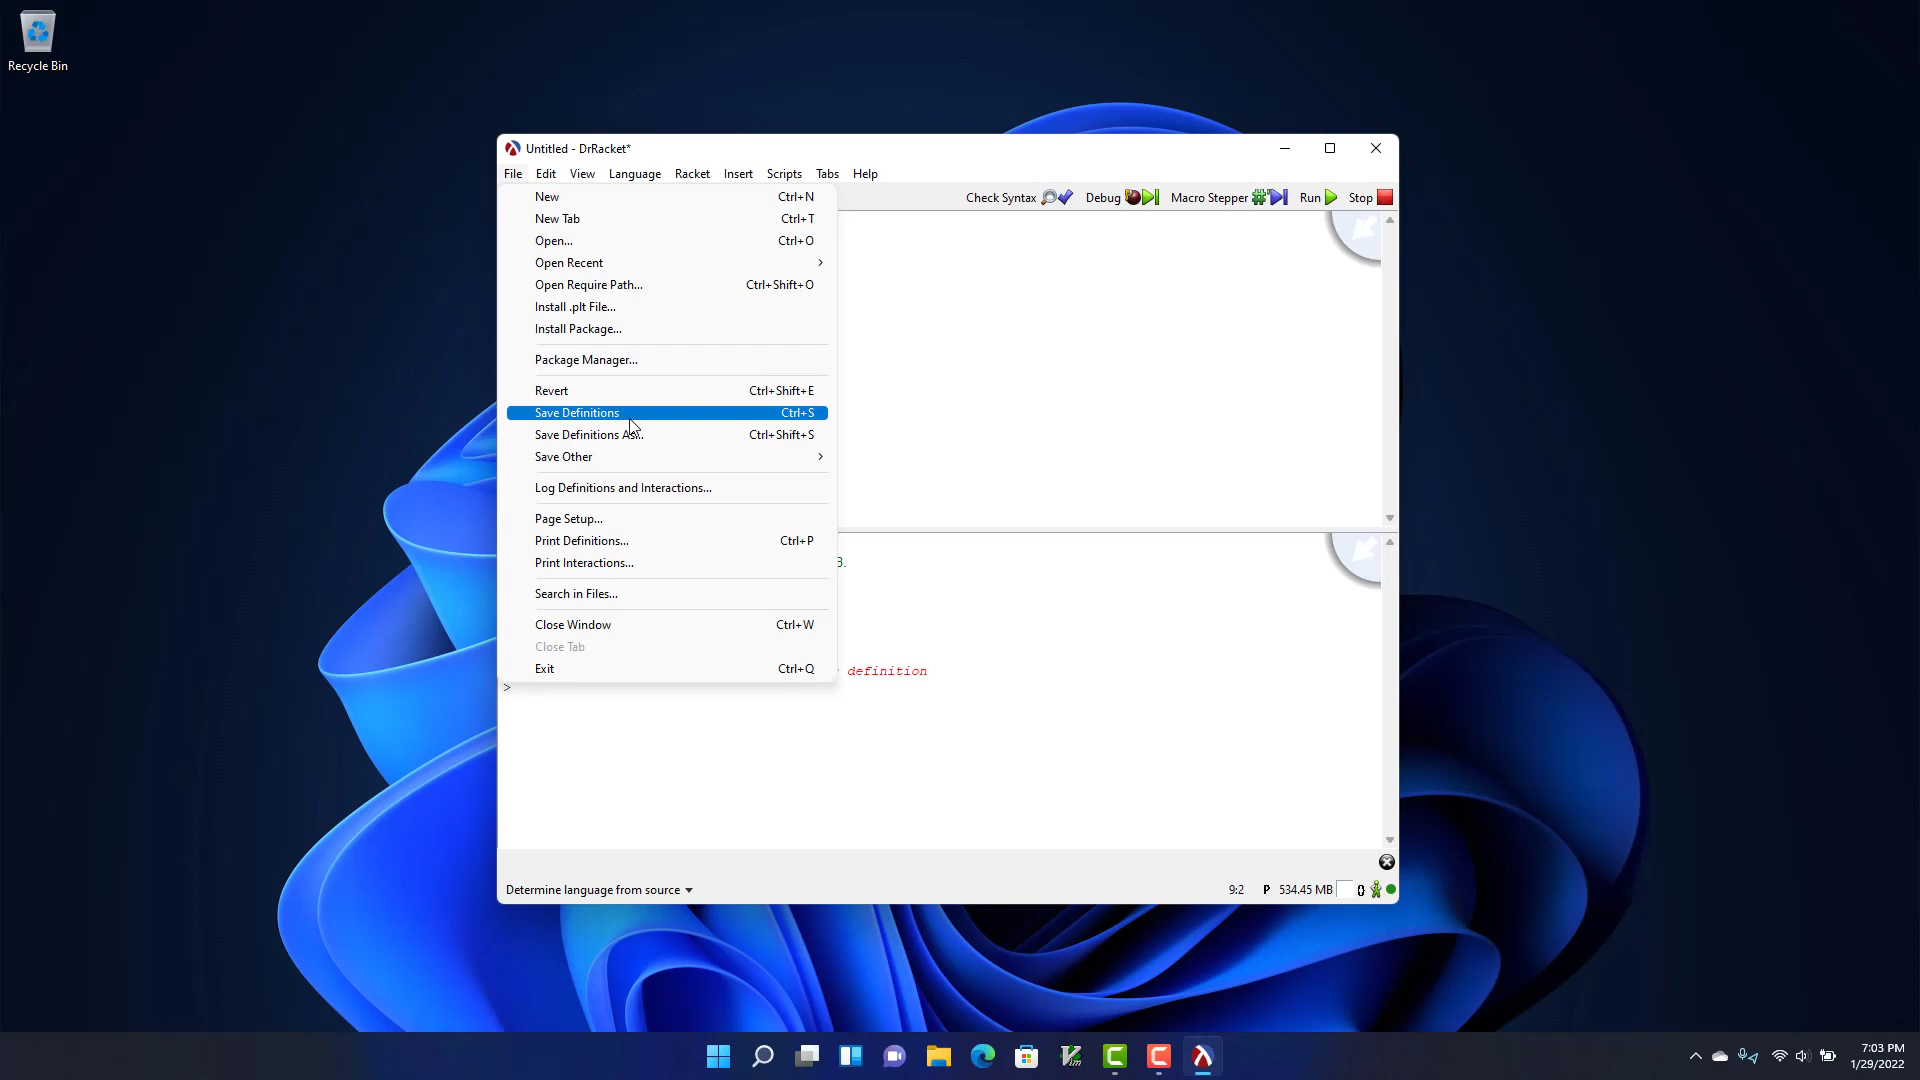 Recycle Bin
Untitled - DrRacket*
File Edit View Language Racket Insert Scripts Tabs Help
Check Syntax Debug Macro Stepper Run Stop
New Ctrl+N
New Tab Ctrl+T
Open... Ctrl+O
Open Recent
Open Require Path... Ctrl+Shift+O
Install .plt File...
Install Package...
Package Manager...
Revert Ctrl+Shift+E
Save Definitions Ctrl+S
Save Definitions As... Ctrl+Shift+S
Save Other
Log Definitions and Interactions...
Page Setup...
Print Definitions... Ctrl+P
Print Interactions...
Search in Files...
Close Window Ctrl+W
Close Tab
Exit Ctrl+Q
definition
>
Determine language from source 9:2 P 534.45 MB {}
7:03 PM
1/29/2022